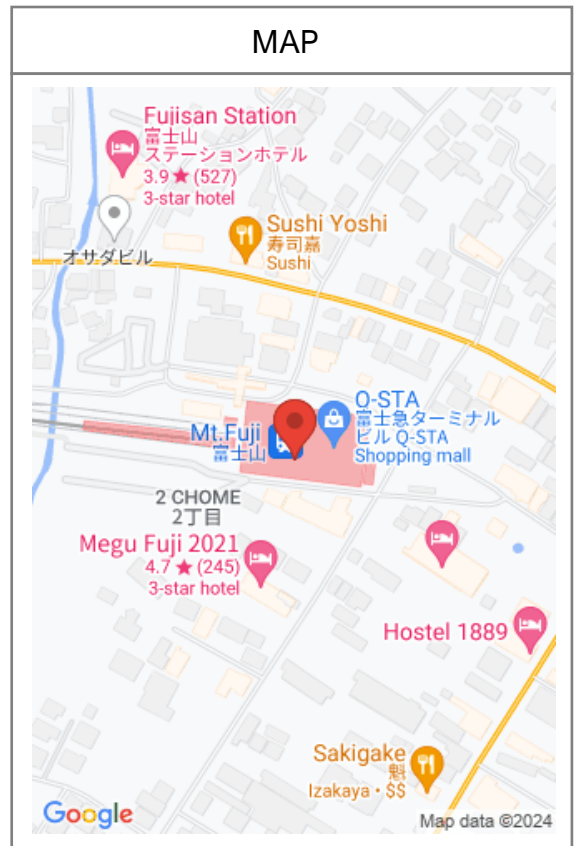 MAP
Fujisan Station
富士山
ステーションホテル
3.9 ★ (527)
3-star hotel
オサダビル
Sushi Yoshi
寿司嘉
Sushi
Q-STA
富士急ターミナル
ビル Q-STA
Shopping mall
Mt.Fuji
富士山
2 CHOME
2丁目
Megu Fuji 2021
4.7 ★ (245)
3-star hotel
Hostel 1889
Sakigake
魁
Izakaya · $$
Google
Map data ©2024